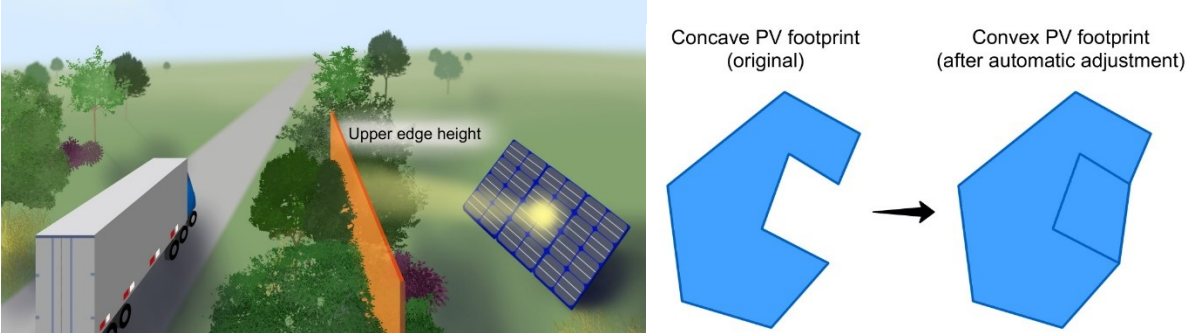 Upper edge height
Concave PV footprint
(original)
Convex PV footprint
(after automatic adjustment)